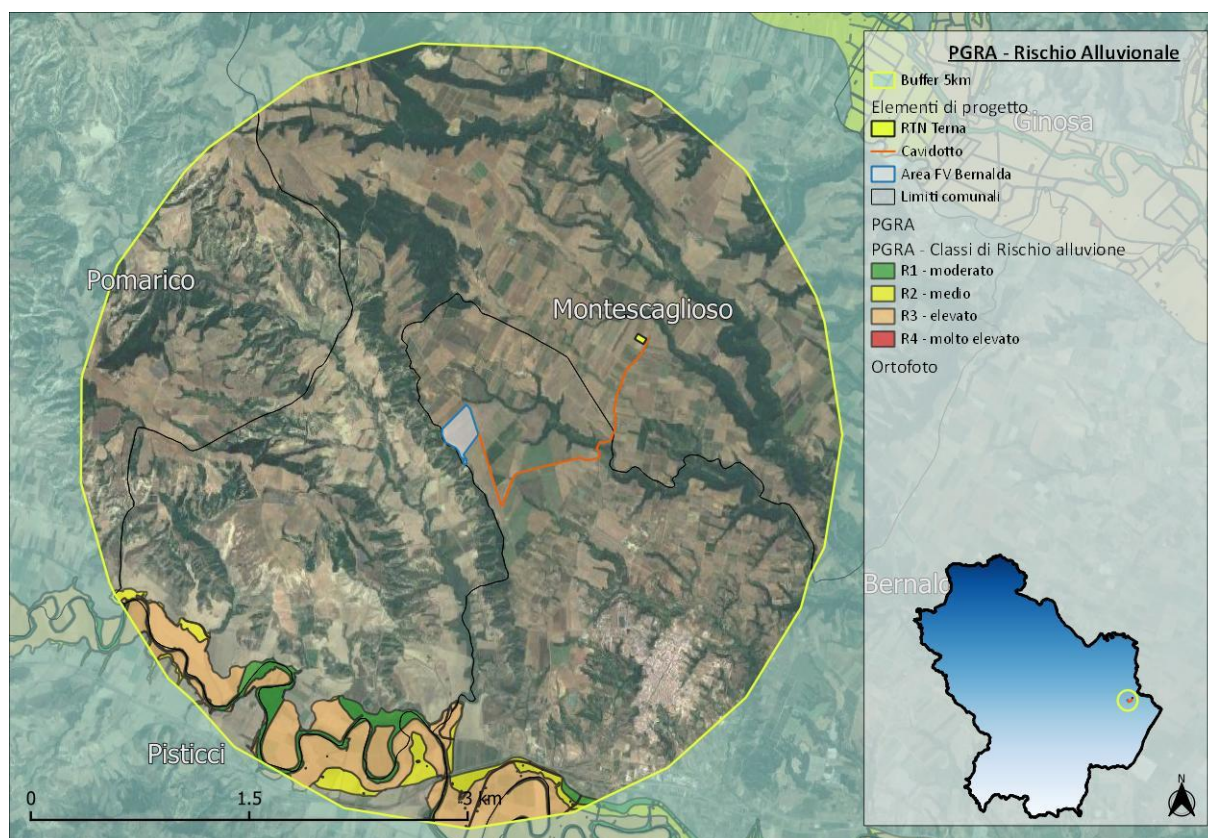 PGRA - Rischio Alluvionale
Buffer 5km
Elementi di progetto
RTN Terna
Cavidotto
Area FV Bernalda
Limiti comunali
PGRA
PGRA - Classi di Rischio alluvione
R1 - moderato
R2 - medio
R3 - elevato
R4 - molto elevato
Ortofoto
Ginosa
Pomarico
Montescaglioso
Bernald
Pisticci
0
1.5
3 km
N